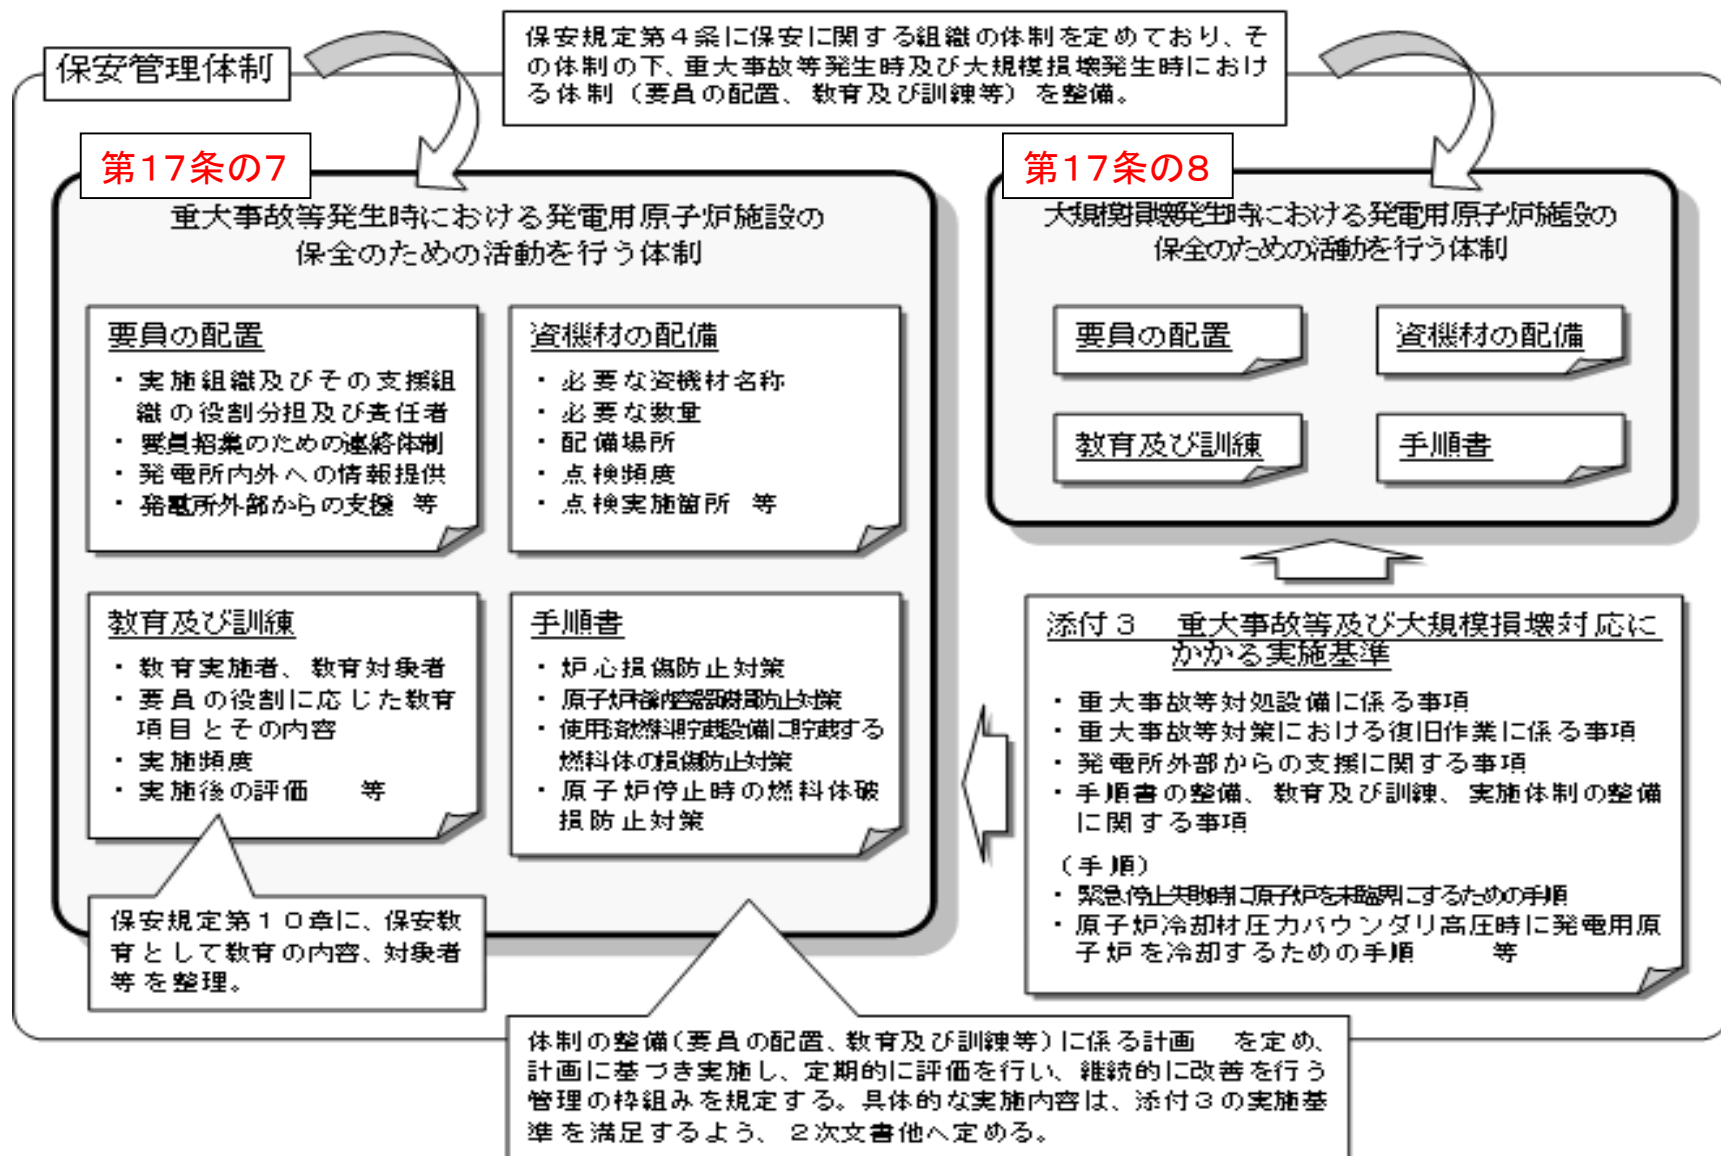 保安管理体制
保安規定第4条に保安に関する組織の体制を定めており、そ
の体制の下、重大事故等発生時及び大規模損壊発生時におけ
る体制（要員の配置、教育及び訓練等）を整備。
第17条の7
重大事故等発生時における発電用原子炉施設の
保全のための活動を行う体制
要員の配置
・実施組織及びその支援組
織の役割分担及び責任者
・要員招集のための連絡体制
・発電所内外への情報提供
・発電所外部からの支援 等
資機材の配備
・必要な資機材名称
・必要な数量
・配備場所
・点検頻度
・点検実施箇所 等
教育及び訓練
・教育実施者、教育対象者
・要員の役割に応じた教育
項目とその内容
・実施頻度
・実施後の評価 等
手順書
・炉心損傷防止対策
・原子炉格納容器破損防止対策
・使用済燃料貯蔵設備に貯蔵する
燃料体の損傷防止対策
・原子炉停止時の燃料体破
損防止対策
保安規定第10章に、保安教
育として教育の内容、対象者
等を整理。
第17条の8
大規模損壊発生時における発電用原子炉施設の
保全のための活動を行う体制
要員の配置
資機材の配備
教育及び訓練
手順書
添付3 重大事故等及び大規模損壊対応に
かかる実施基準
・重大事故等対処設備に係る事項
・重大事故等対策における復旧作業に係る事項
・発電所外部からの支援に関する事項
・手順書の整備、教育及び訓練、実施体制の整備
に関する事項
（手順）
・緊急停止失敗時に原子炉を未臨界にするための手順
・原子炉冷却材圧力バウンダリ高圧時に発電用原
子炉を冷却するための手順 等
体制の整備（要員の配置、教育及び訓練等）に係る計画 を定め、
計画に基づき実施し、定期的に評価を行い、継続的に改善を行う
管理の枠組みを規定する。具体的な実施内容は、添付3の実施基
準を満足するよう、2次文書他へ定める。